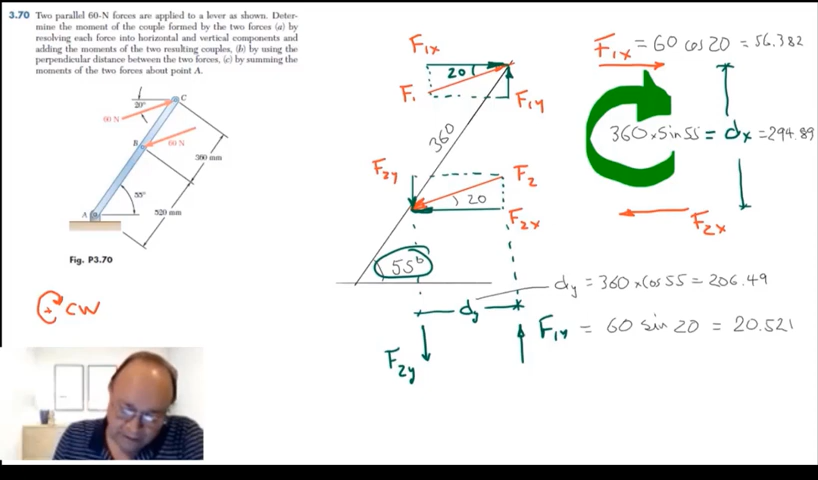 3.70 Two parallel 60-N forces are applied to a lever as shown. Deter-
mine the moment of the couple formed by the two forces (a) by
resolving each force into horizontal and vertical components and
adding the moments of the two resulting couples, (b) by using the
perpendicular distance between the two forces, (c) by summing the
moments of the two forces about point A.
C
20°
60 N
B
60 N
360 mm
55°
A
520 mm
Fig. P3.70
CW
F1x
20
F1
F1y
360
F2y
F2
20
F2x
55°
dy
F2y
F1x = 60 cos 20 = 56.382
360 x Sin 55 = dx = 294.89
F2x
dy = 360 x Cos 55 = 206.49
F1y = 60 sin 20 = 20.521